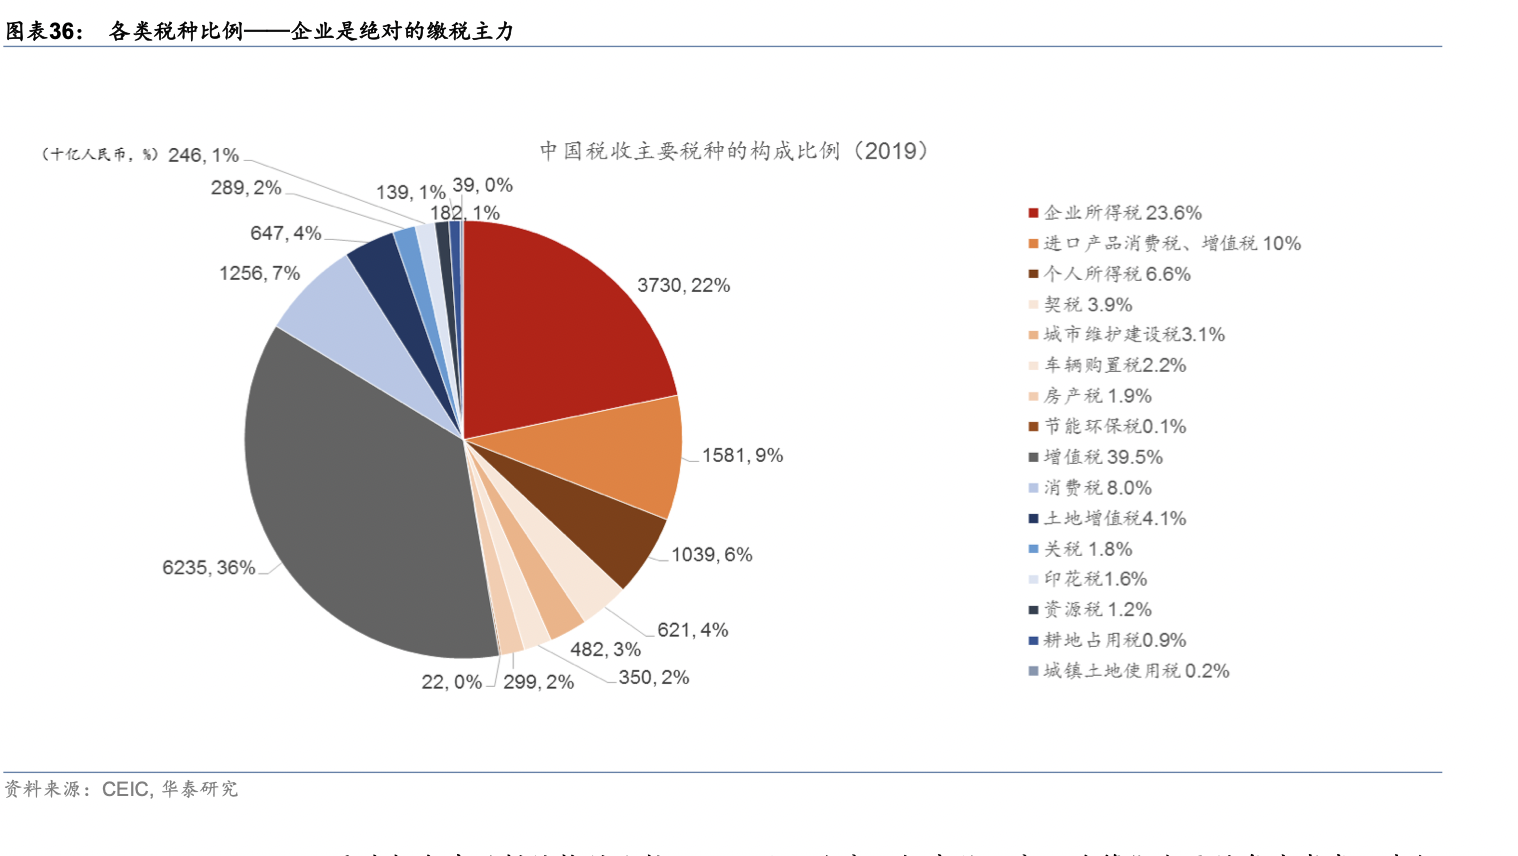 图表36： 各类税种比例——企业是绝对的缴税主力
中国税收主要税种的构成比例（2019）
（十亿人民币，%）
246, 1%
289, 2%
139, 1%
39, 0%
182, 1%
647, 4%
1256, 7%
3730, 22%
1581, 9%
1039, 6%
6235, 36%
621, 4%
482, 3%
350, 2%
299, 2%
22, 0%
企业所得税 23.6%
进口产品消费税、增值税 10%
个人所得税 6.6%
契税 3.9%
城市维护建设税3.1%
车辆购置税2.2%
房产税 1.9%
节能环保税0.1%
增值税 39.5%
消费税 8.0%
土地增值税4.1%
关税 1.8%
印花税1.6%
资源税 1.2%
耕地占用税0.9%
城镇土地使用税 0.2%
资料来源：CEIC, 华泰研究